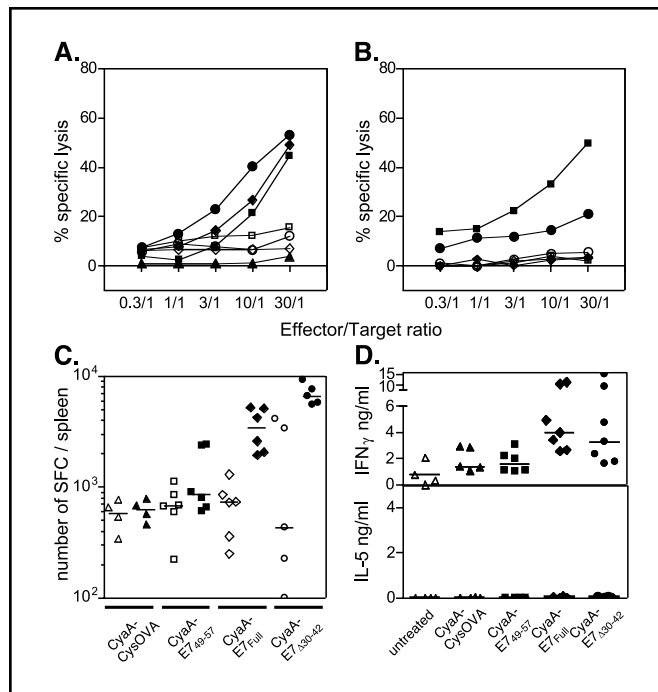 A.
B.
80
60
40
20
0
% specific lysis
0.3/1 1/1 3/1 10/1 30/1
80
60
40
20
0
% specific lysis
0.3/1 1/1 3/1 10/1 30/1
Effector/Target ratio
C.
D.
10⁴
10³
10²
number of SFC / spleen
CyaA-
CysOVA
CyaA-
E7₄₉₋₅₇
CyaA-
E7Full
CyaA-
E7Δ30-42
15
10
6
4
2
0
IFNγ ng/ml
4
2
0
IL-5 ng/ml
untreated
CyaA-
CysOVA
CyaA-
E7₄₉₋₅₇
CyaA-
E7Full
CyaA-
E7Δ30-42